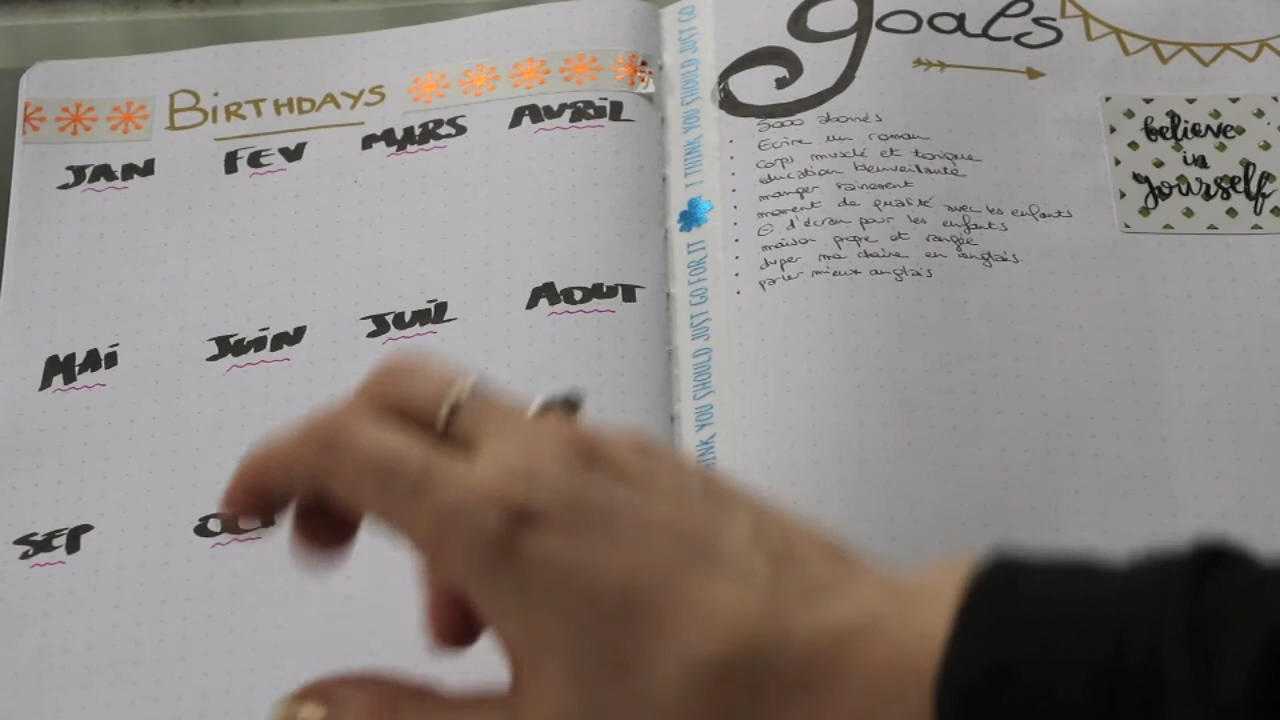 BIRTHDAYS
JAN FEV MARS AVRIL
MAI JUIN JUIL AOUT
SEP OCT
I THINK YOU SHOULD JUST GO
THINK YOU SHOULD JUST GO FOR IT
goals
5000 abonnés
Ecrire un roman
corps musclé et tonique
éducation bienveillante
manger sainement
moment de qualité avec les enfants
d'écran pour les enfants
maison propre et rangée
ma chaine en anglais
parler mieux anglais
believe
in
yourself